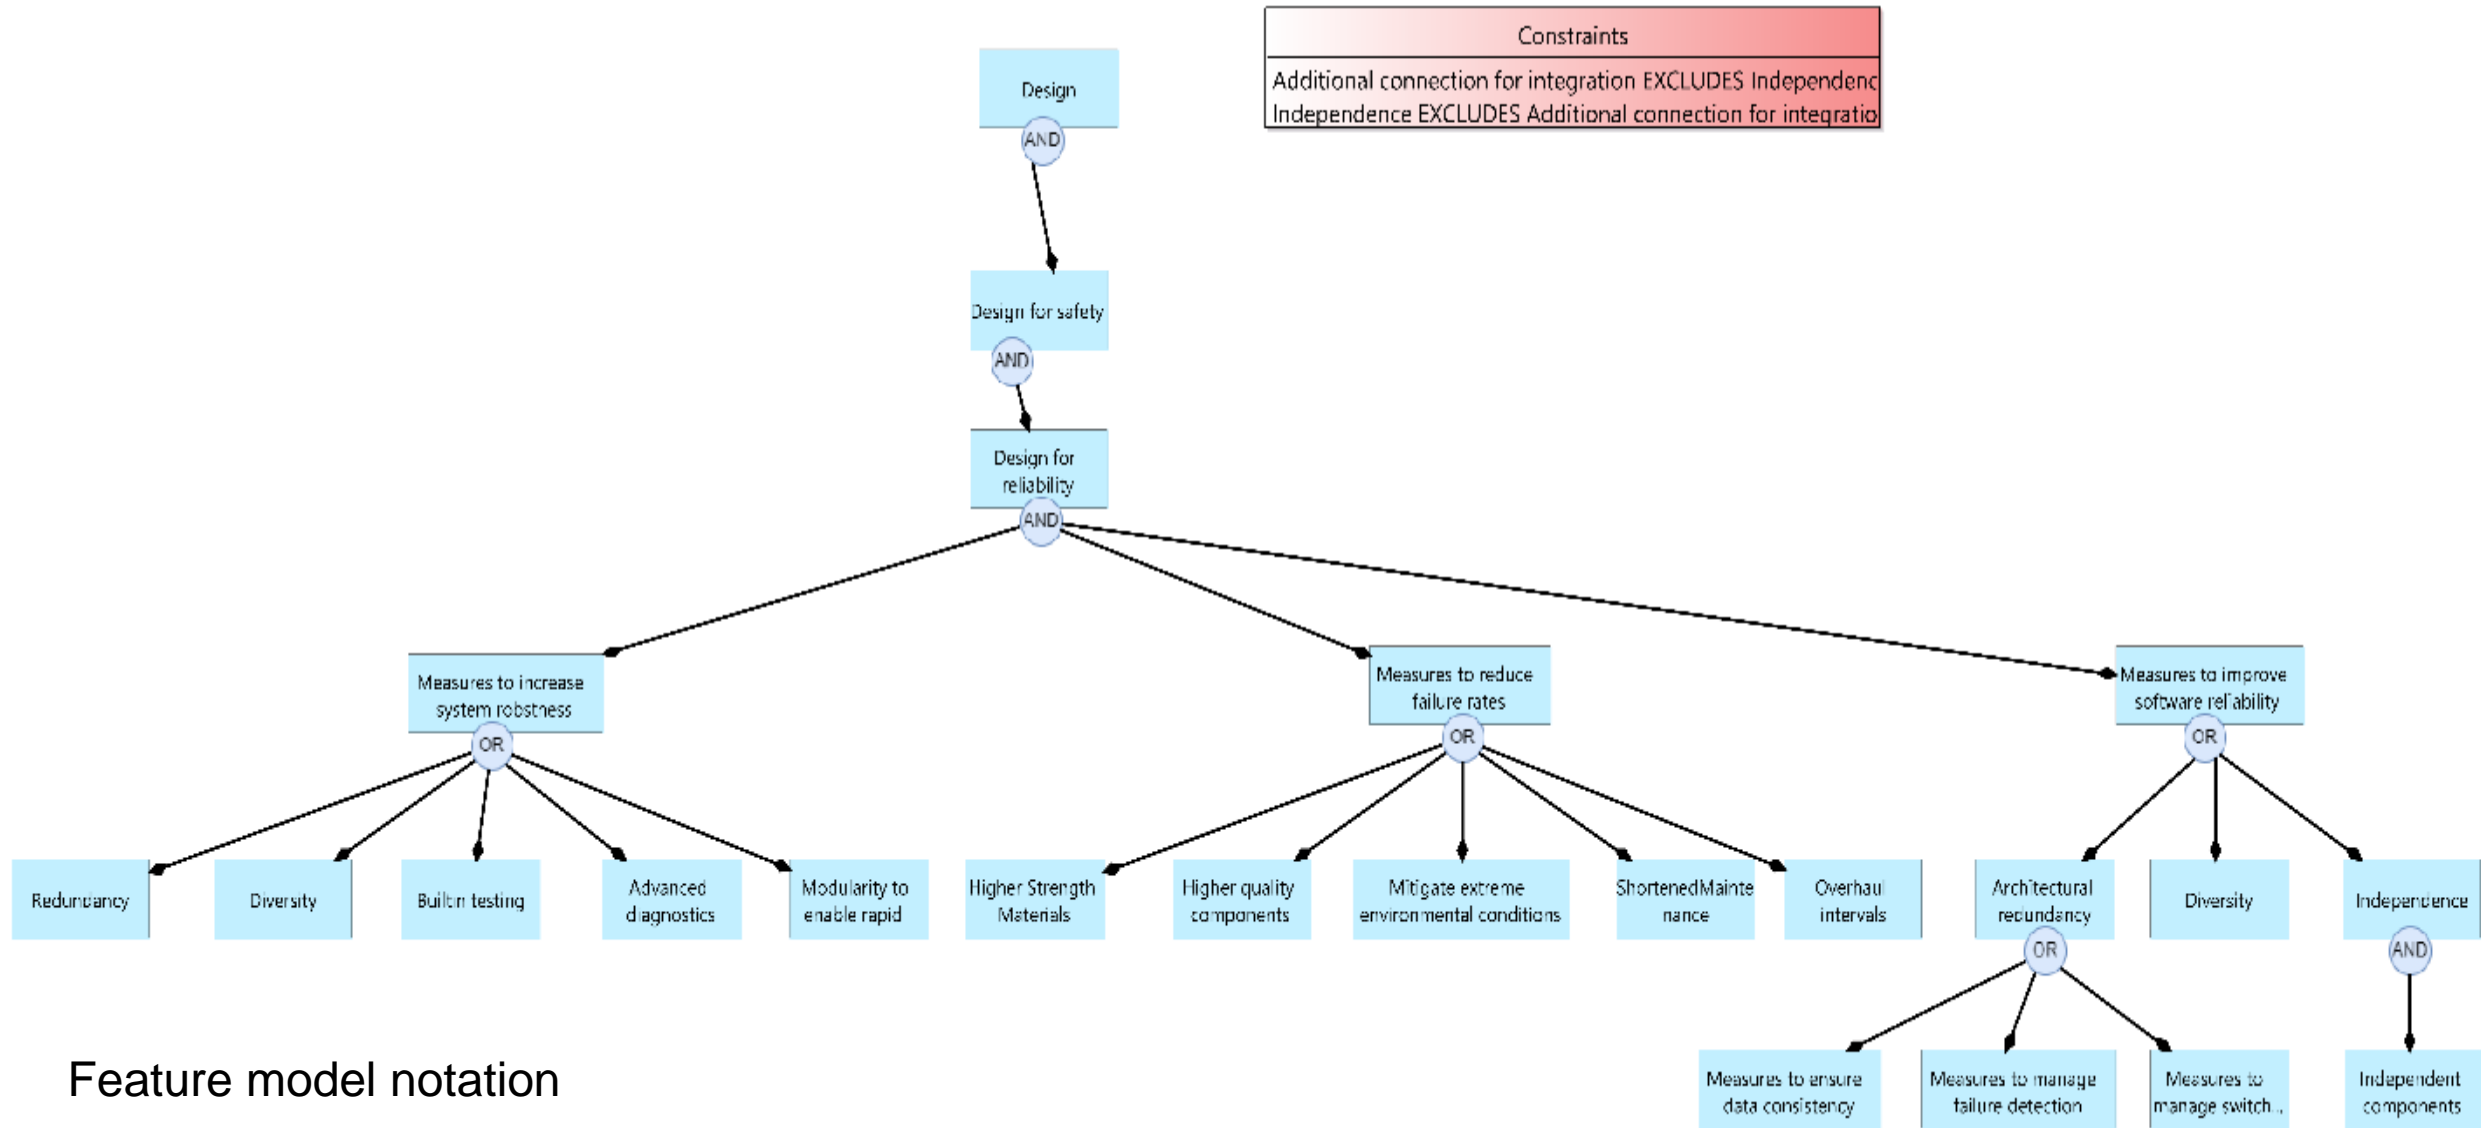 Constraints
Additional connection for integration EXCLUDES Independenc
Independence EXCLUDES Additional connection for integratio
Design
AND
Design for safety
AND
Design for
reliability
AND
Measures to increase
system robstness
OR
Measures to reduce
failure rates
OR
Measures to improve
software reliability
OR
Redundancy
Diversity
Builtin testing
Advanced
diagnostics
Modularity to
enable rapid
Higher Strength
Materials
Higher quality
components
Mitigate extreme
environmental conditions
ShortenedMainte
nance
Overhaul
intervals
Architectural
redundancy
OR
Diversity
Independence
AND
Measures to ensure
data consistency
Measures to manage
failure detection
Measures to
manage switch...
Independent
components
Feature model notation